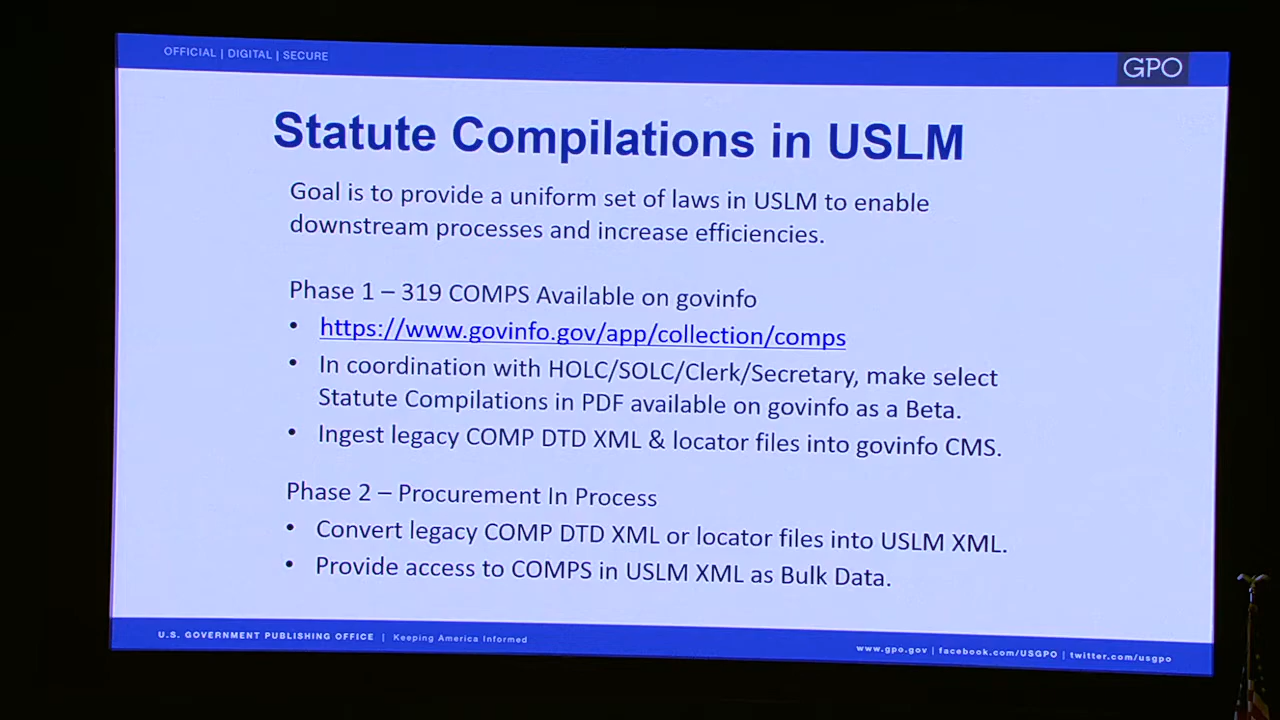 OFFICIAL | DIGITAL | SECURE
GPO
Statute Compilations in USLM
Goal is to provide a uniform set of laws in USLM to enable
downstream processes and increase efficiencies.
Phase 1 – 319 COMPS Available on govinfo
• https://www.govinfo.gov/app/collection/comps
• In coordination with HOLC/SOLC/Clerk/Secretary, make select
Statute Compilations in PDF available on govinfo as a Beta.
• Ingest legacy COMP DTD XML & locator files into govinfo CMS.
Phase 2 – Procurement In Process
• Convert legacy COMP DTD XML or locator files into USLM XML.
• Provide access to COMPS in USLM XML as Bulk Data.
U.S. GOVERNMENT PUBLISHING OFFICE | Keeping America Informed
www.gpo.gov | facebook.com/USGPO | twitter.com/usgpo